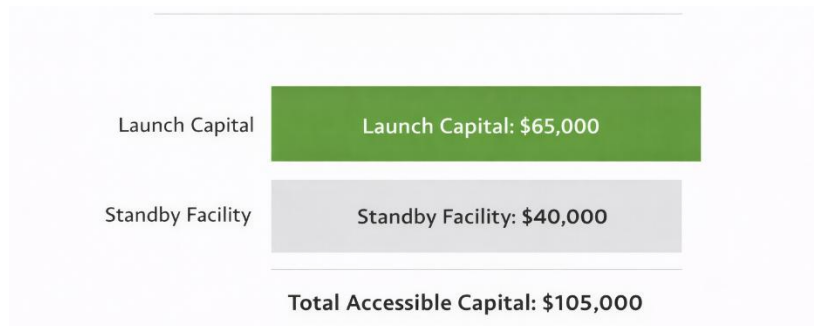 Launch Capital
Launch Capital: $65,000
Standby Facility
Standby Facility: $40,000
Total Accessible Capital: $105,000